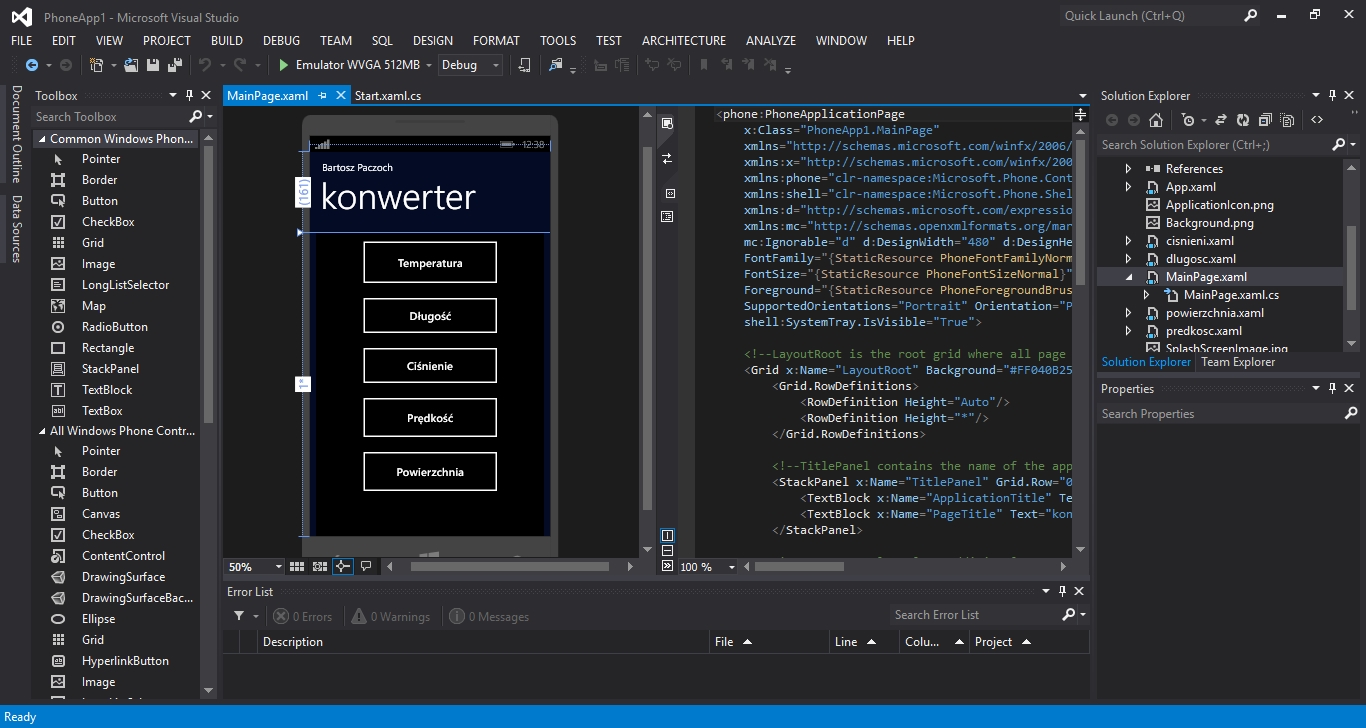 PhoneApp1 - Microsoft Visual Studio
Quick Launch (Ctrl+Q)
FILE EDIT VIEW PROJECT BUILD DEBUG TEAM SQL DESIGN FORMAT TOOLS TEST ARCHITECTURE ANALYZE WINDOW HELP
Emulator WVGA 512MB Debug
Document Outline
Data Sources
Toolbox
Search Toolbox
Common Windows Phon...
Pointer
Border
Button
CheckBox
Grid
Image
LongListSelector
Map
RadioButton
Rectangle
StackPanel
TextBlock
TextBox
All Windows Phone Contr...
Pointer
Border
Button
Canvas
CheckBox
ContentControl
DrawingSurface
DrawingSurfaceBac...
Ellipse
Grid
HyperlinkButton
Image
MainPage.xaml Start.xaml.cs
12:38
Bartosz Paczoch
konwerter
(161)
Temperatura
Długość
Ciśnienie
1*
Prędkość
Powierzchnia
50%
<phone:PhoneApplicationPage
x:Class="PhoneApp1.MainPage"
xmlns="http://schemas.microsoft.com/winfx/2006/
xmlns:x="http://schemas.microsoft.com/winfx/200
xmlns:phone="clr-namespace:Microsoft.Phone.Cont
xmlns:shell="clr-namespace:Microsoft.Phone.Shel
xmlns:d="http://schemas.microsoft.com/expressio
xmlns:mc="http://schemas.openxmlformats.org/mar
mc:Ignorable="d" d:DesignWidth="480" d:DesignHe
FontFamily="{StaticResource PhoneFontFamilyNorm
FontSize="{StaticResource PhoneFontSizeNormal}"
Foreground="{StaticResource PhoneForegroundBrus
SupportedOrientations="Portrait" Orientation="P
shell:SystemTray.IsVisible="True">
<!--LayoutRoot is the root grid where all page
<Grid x:Name="LayoutRoot" Background="#FF040B25
<Grid.RowDefinitions>
<RowDefinition Height="Auto"/>
<RowDefinition Height="*"/>
</Grid.RowDefinitions>
<!--TitlePanel contains the name of the app
<StackPanel x:Name="TitlePanel" Grid.Row="0
<TextBlock x:Name="ApplicationTitle" Te
<TextBlock x:Name="PageTitle" Text="kon
</StackPanel>
100 %
Solution Explorer
Search Solution Explorer (Ctrl+;)
References
App.xaml
ApplicationIcon.png
Background.png
cisnieni.xaml
dlugosc.xaml
MainPage.xaml
MainPage.xaml.cs
powierzchnia.xaml
predkosc.xaml
SplashScreenImage.jpg
Solution Explorer Team Explorer
Properties
Search Properties
Error List
0 Errors 0 Warnings 0 Messages
Search Error List
Description File Line Colu... Project
Ready